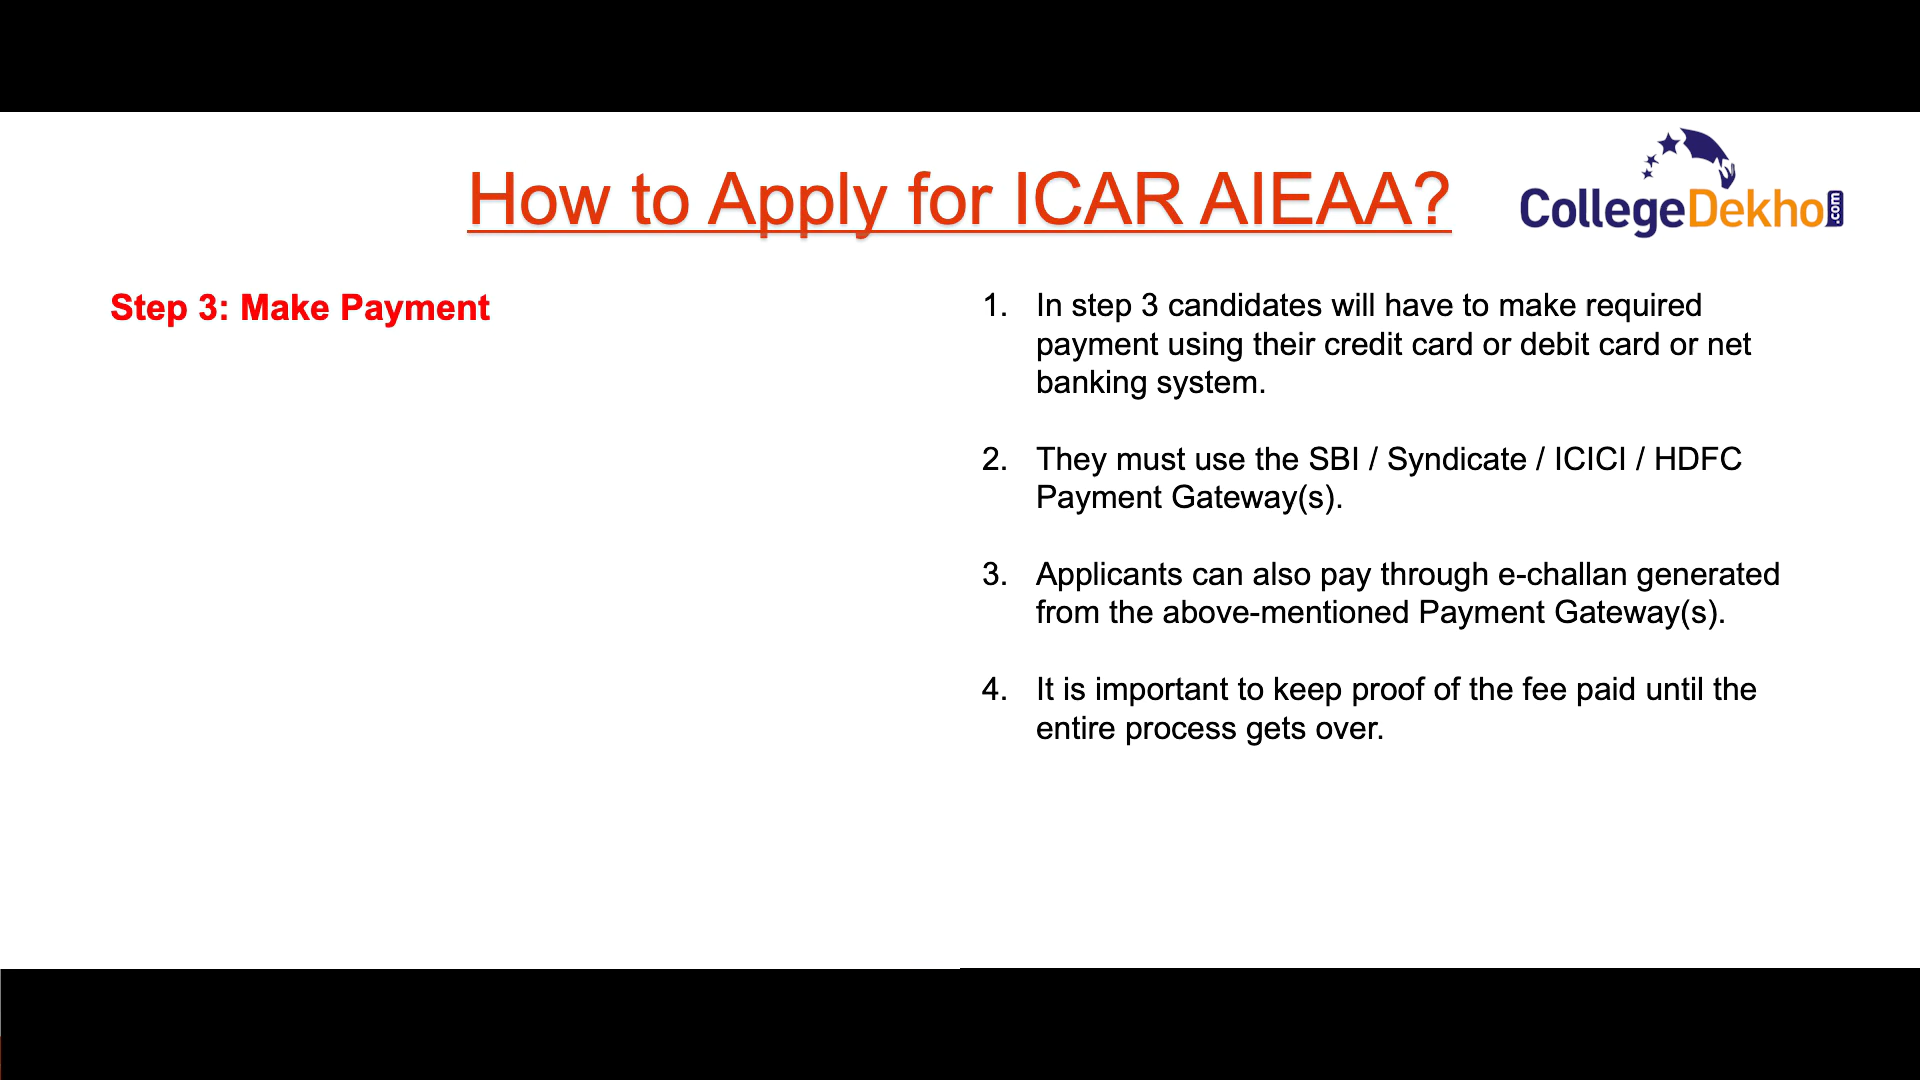 How to Apply for ICAR AIEAA?
CollegeDekho.com
Step 3: Make Payment
1. In step 3 candidates will have to make required
payment using their credit card or debit card or net
banking system.
2. They must use the SBI / Syndicate / ICICI / HDFC
Payment Gateway(s).
3. Applicants can also pay through e-challan generated
from the above-mentioned Payment Gateway(s).
4. It is important to keep proof of the fee paid until the
entire process gets over.